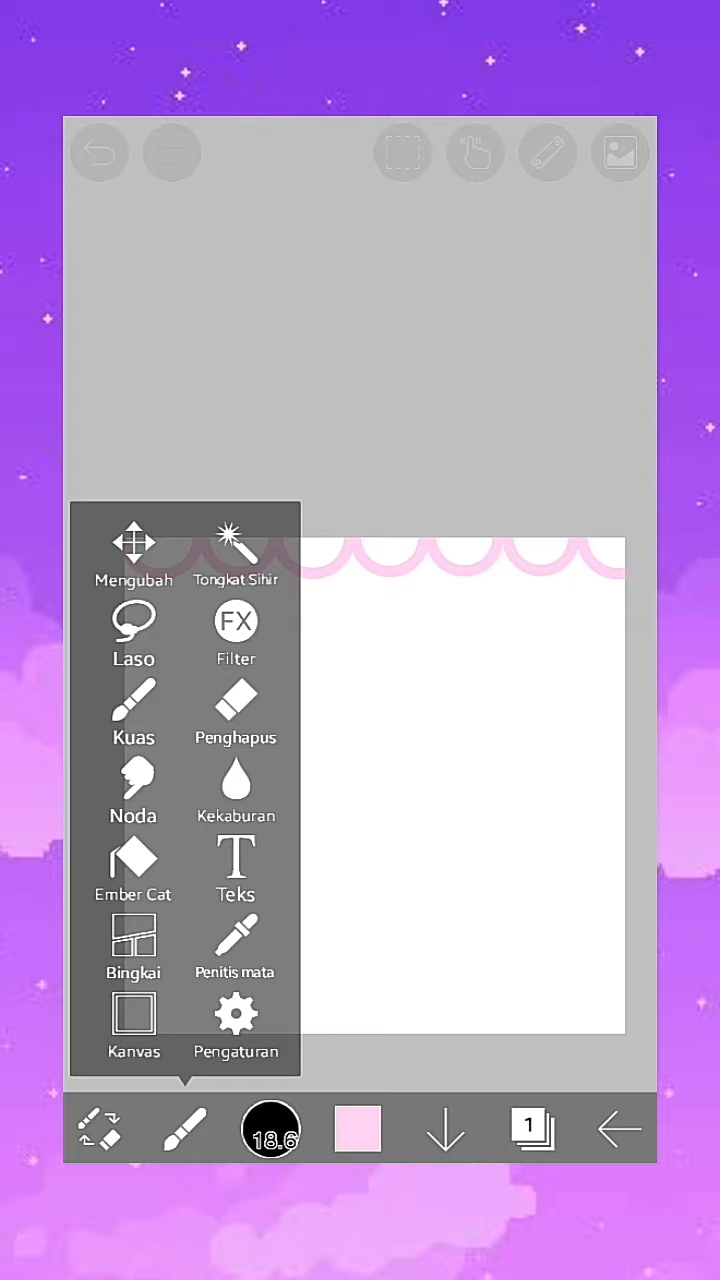 Mengubah Tongkat Sihir
Laso FX Filter
Kuas Penghapus
Noda Kekaburan
Ember Cat Teks
Bingkai Penitis mata
Kanvas Pengaturan
18.6 1